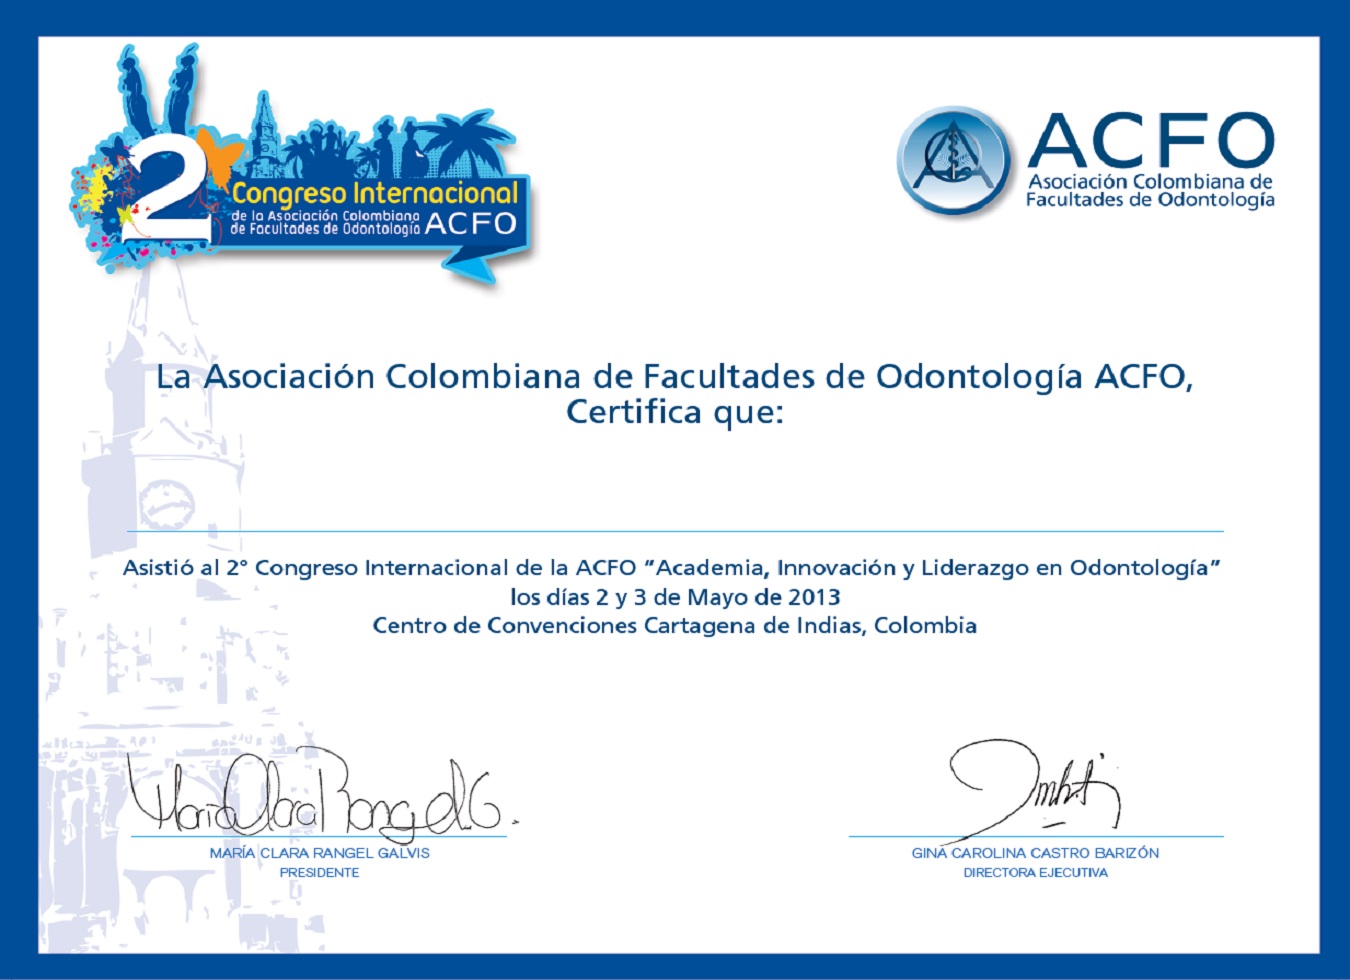 2
Congreso Internacional
de la Asociación Colombiana
de Facultades de Odontología ACFO
ACFO
Asociación Colombiana de
Facultades de Odontología
La Asociación Colombiana de Facultades de Odontología ACFO,
Certifica que:
Asistió al 2° Congreso Internacional de la ACFO “Academia, Innovación y Liderazgo en Odontología”
los días 2 y 3 de Mayo de 2013
Centro de Convenciones Cartagena de Indias, Colombia
Maria Clara Rangel G.
MARÍA CLARA RANGEL GALVIS
PRESIDENTE
GINA CAROLINA CASTRO BARIZÓN
DIRECTORA EJECUTIVA